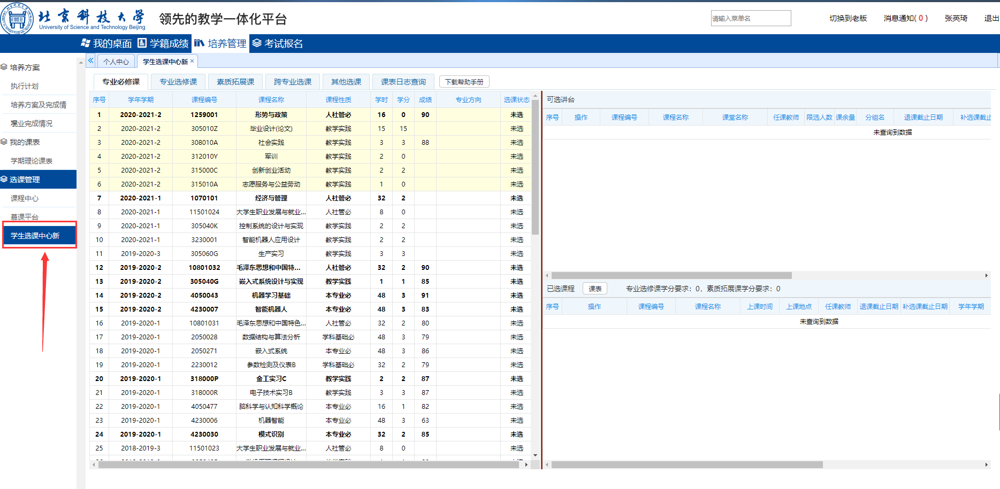 北京科技大学
University of Science and Technology Beijing
领先的教学一体化平台
请输入菜单名
切换到老版 消息通知( 0 ) 张英琦 退出
我的桌面 学籍成绩 培养管理 考试报名
个人中心 学生选课中心新 ×
培养方案
执行计划
培养方案及完成情
业完成情况
我的课表
学期理论课表
选课管理
课程中心
慕课平台
学生选课中心新
专业必修课 专业选修课 素质拓展课 跨专业选课 其他选课 课表日志查询 下载帮助手册
序号 学年学期 课程编号 课程名称 课程性质 学时 学分 成绩 专业方向 选课状态
1 2020-2021-2 1259001 形势与政策 人社管必 16 0 90 未选
2 2020-2021-2 305010Z 毕业设计(论文) 教学实践 15 15 未选
3 2020-2021-2 308010A 社会实践 教学实践 3 3 88 未选
4 2020-2021-2 312010Y 军训 教学实践 2 0 未选
5 2020-2021-2 315000C 创新创业活动 教学实践 2 2 未选
6 2020-2021-2 315010A 志愿服务与公益劳动 教学实践 1 0 未选
7 2020-2021-1 1070101 经济与管理 人社管必 32 2 未选
8 2020-2021-1 11501024 大学生职业发展与就业... 人社管必 8 0 未选
9 2020-2021-1 305040K 控制系统的设计与实现 教学实践 2 2 未选
10 2020-2021-1 3230001 智能机器人应用设计 教学实践 2 2 未选
11 2019-2020-3 305060G 生产实习 教学实践 3 3 未选
12 2019-2020-2 10801032 毛泽东思想和中国特... 人社管必 32 2 90 未选
13 2019-2020-2 305040G 嵌入式系统设计与实现 教学实践 1 1 85 未选
14 2019-2020-2 4050043 机器学习基础 本专业必 48 3 91 未选
15 2019-2020-2 4230007 智能机器人 本专业必 48 3 83 未选
16 2019-2020-1 10801031 毛泽东思想和中国特色... 人社管必 32 2 80 未选
17 2019-2020-1 2050028 数据结构与算法分析 学科基础必 48 3 79 未选
18 2019-2020-1 2050271 嵌入式系统 本专业必 48 3 86 未选
19 2019-2020-1 2230012 参数检测及仪表B 学科基础必 32 2 79 未选
20 2019-2020-1 318000P 金工实习C 教学实践 2 2 87 未选
21 2019-2020-1 318000R 电子技术实习B 教学实践 3 3 87 未选
22 2019-2020-1 4050477 脑科学与认知科学概论 本专业必 16 1 82 未选
23 2019-2020-1 4230006 机器智能 本专业必 48 3 63 未选
24 2019-2020-1 4230030 模式识别 本专业必 32 2 85 未选
25 2018-2019-3 11501023 大学生职业发展与就业... 人社管必 8 0 未选
可选讲台
序号 操作 课程编号 课程名称 课堂名称 任课教师 限选人数 课余量 分组名 退课截止日期 补选课截止
未查询到数据
已选课程 课表 专业选修课学分要求：0，素质拓展课学分要求：0
序号 操作 课程编号 课程名称 上课时间 上课地点 任课教师 退课截止日期 补选课截止日期 学年学期
未查询到数据